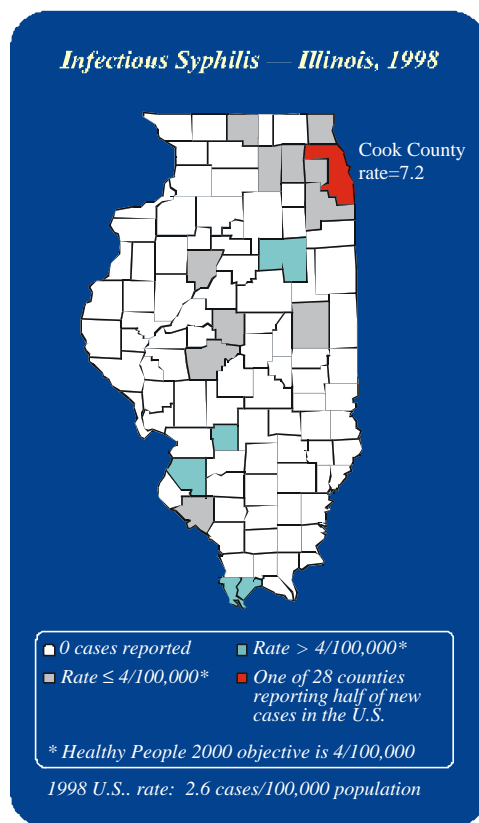 Infectious Syphilis — Illinois, 1998
Cook County
rate=7.2
0 cases reported
Rate > 4/100,000*
Rate ≤ 4/100,000*
One of 28 counties
reporting half of new
cases in the U.S.
* Healthy People 2000 objective is 4/100,000
1998 U.S.. rate: 2.6 cases/100,000 population